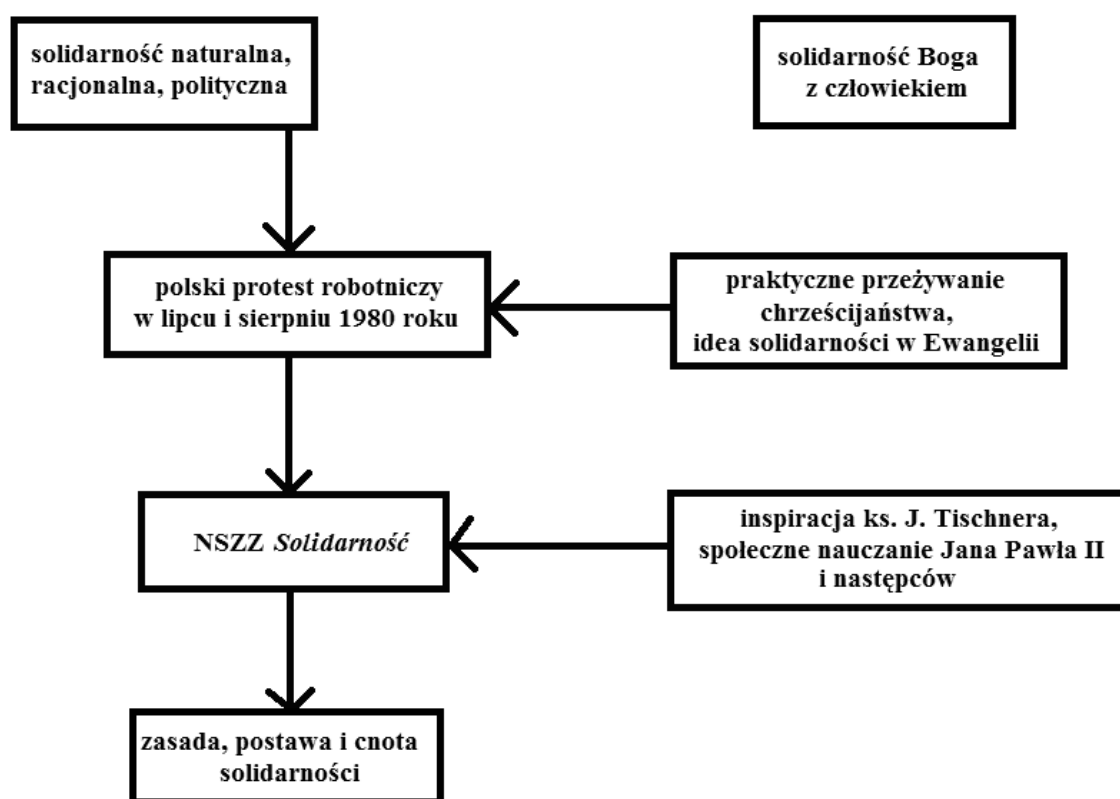 solidarność naturalna,
racjonalna, polityczna
solidarność Boga
z człowiekiem
polski protest robotniczy
w lipcu i sierpniu 1980 roku
praktyczne przeżywanie
chrześcijaństwa,
idea solidarności w Ewangelii
NSZZ Solidarność
inspiracja ks. J. Tischnera,
społeczne nauczanie Jana Pawła II
i następców
zasada, postawa i cnota
solidarności